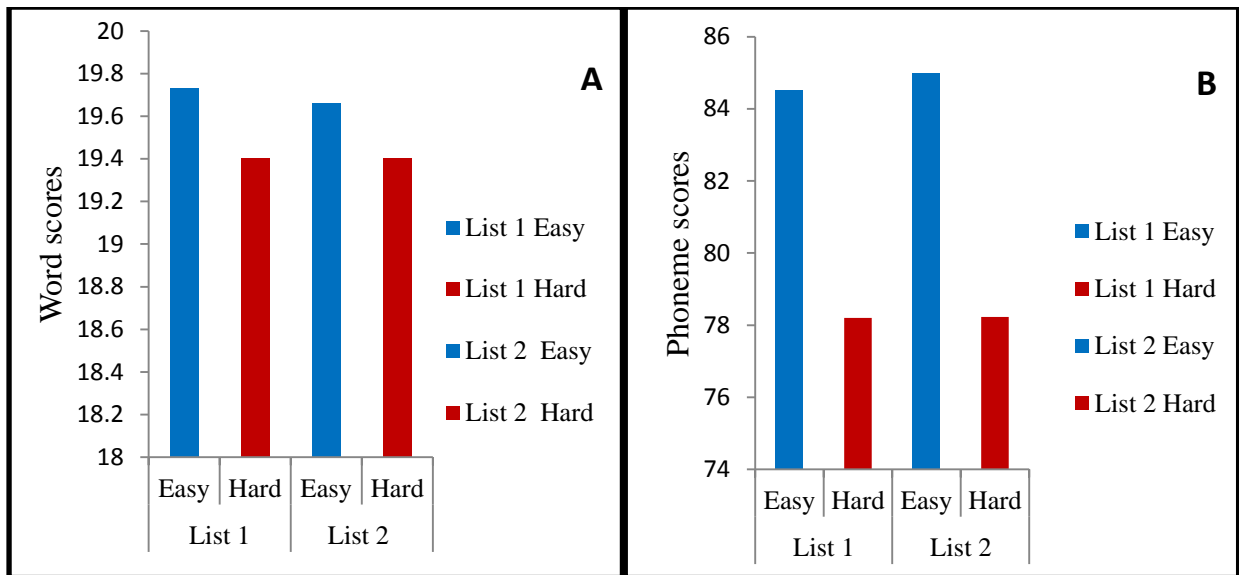 A
Word scores
20
19.8
19.6
19.4
19.2
19
18.8
18.6
18.4
18.2
18
Easy Hard Easy Hard
List 1 List 2
List 1 Easy
List 1 Hard
List 2 Easy
List 2 Hard
B
Phoneme scores
86
84
82
80
78
76
74
Easy Hard Easy Hard
List 1 List 2
List 1 Easy
List 1 Hard
List 2 Easy
List 2 Hard